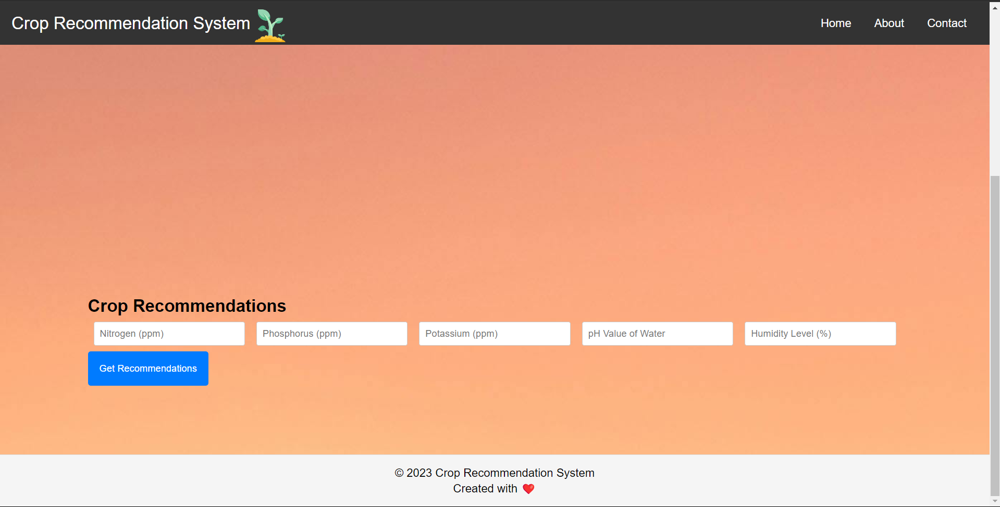 Crop Recommendation System
Home About Contact
Crop Recommendations
Nitrogen (ppm) Phosphorus (ppm) Potassium (ppm) pH Value of Water Humidity Level (%)
Get Recommendations
© 2023 Crop Recommendation System
Created with ❤️